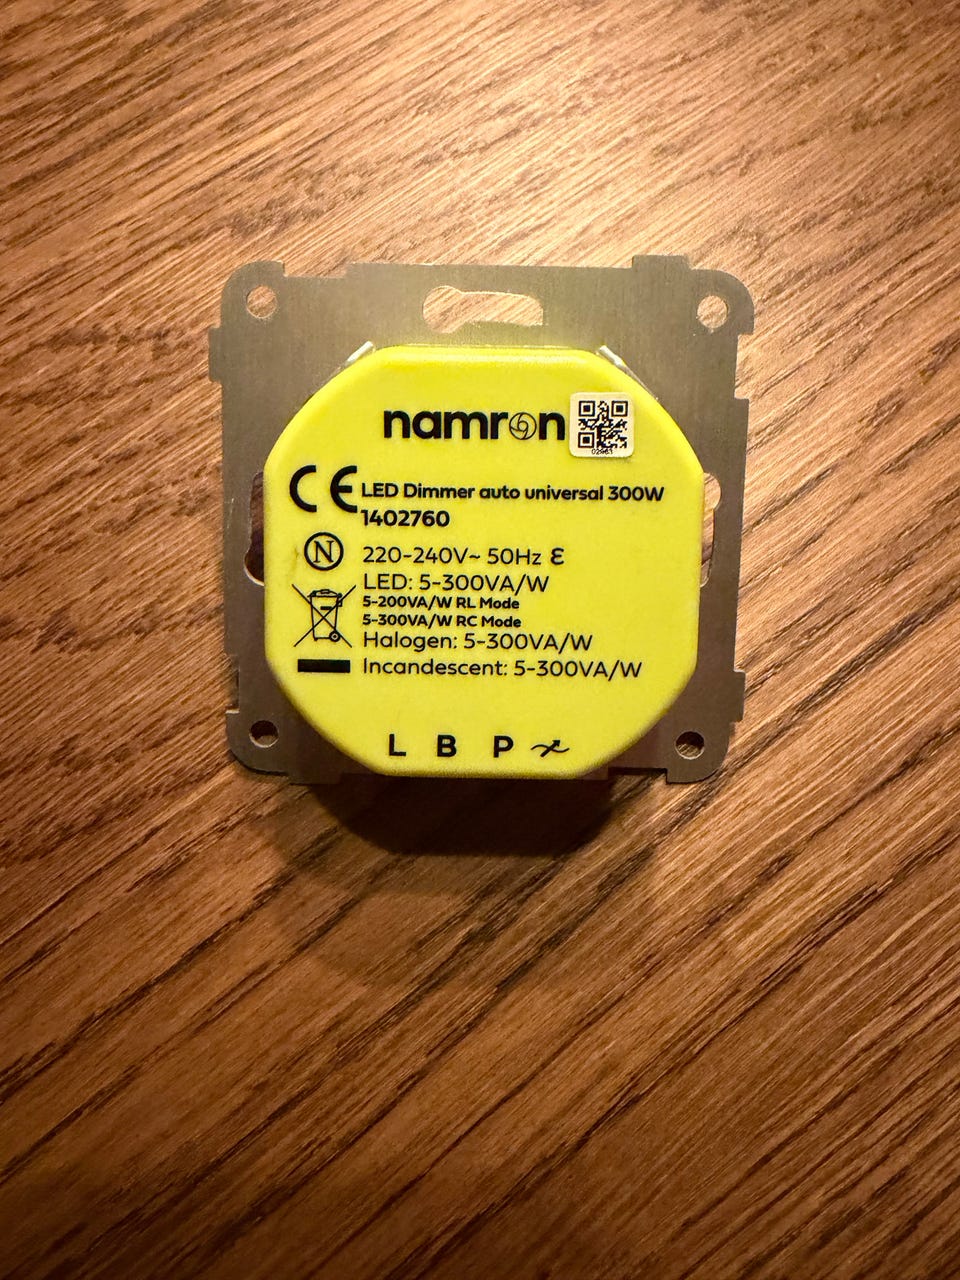 namron
02963
CE LED Dimmer auto universal 300W
1402760
N 220-240V~ 50Hz ε
LED: 5-300VA/W
5-200VA/W RL Mode
5-300VA/W RC Mode
Halogen: 5-300VA/W
Incandescent: 5-300VA/W
L B P